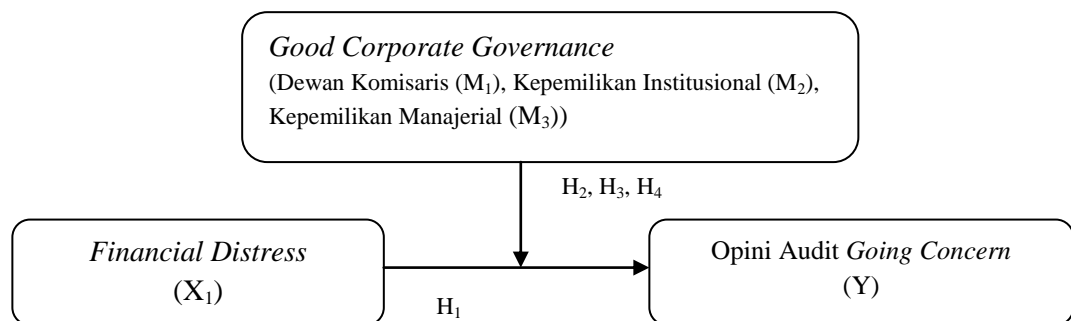 Good Corporate Governance
(Dewan Komisaris (M₁), Kepemilikan Institusional (M₂),
Kepemilikan Manajerial (M₃))
H₂, H₃, H₄
Financial Distress
(X₁)
Opini Audit Going Concern
(Y)
H₁